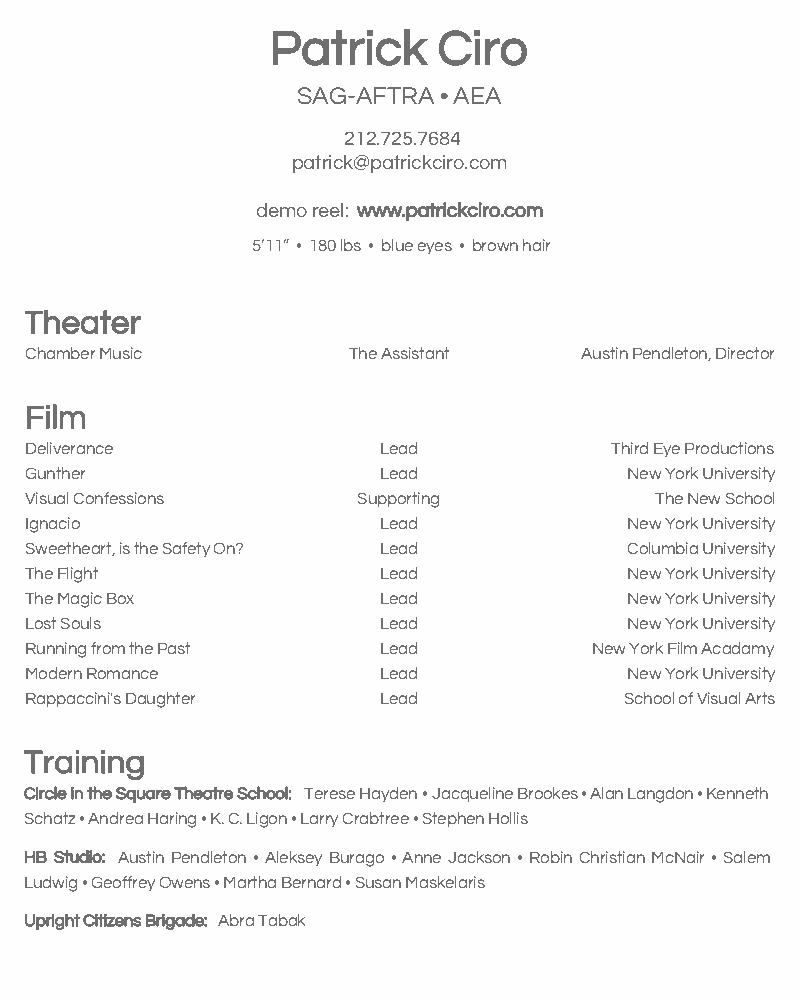 Patrick Ciro
SAG-AFTRA • AEA
212.725.7684
patrick@patrickciro.com
demo reel: www.patrickciro.com
5’11” • 180 lbs • blue eyes • brown hair
Theater
Chamber Music The Assistant Austin Pendleton, Director
Film
Deliverance Lead Third Eye Productions
Gunther Lead New York University
Visual Confessions Supporting The New School
Ignacio Lead New York University
Sweetheart, is the Safety On? Lead Columbia University
The Flight Lead New York University
The Magic Box Lead New York University
Lost Souls Lead New York University
Running from the Past Lead New York Film Acadamy
Modern Romance Lead New York University
Rappaccini's Daughter Lead School of Visual Arts
Training
Circle in the Square Theatre School: Terese Hayden • Jacqueline Brookes • Alan Langdon • Kenneth
Schatz • Andrea Haring • K. C. Ligon • Larry Crabtree • Stephen Hollis
HB Studio: Austin Pendleton • Aleksey Burago • Anne Jackson • Robin Christian McNair • Salem
Ludwig • Geoffrey Owens • Martha Bernard • Susan Maskelaris
Upright Citizens Brigade: Abra Tabak